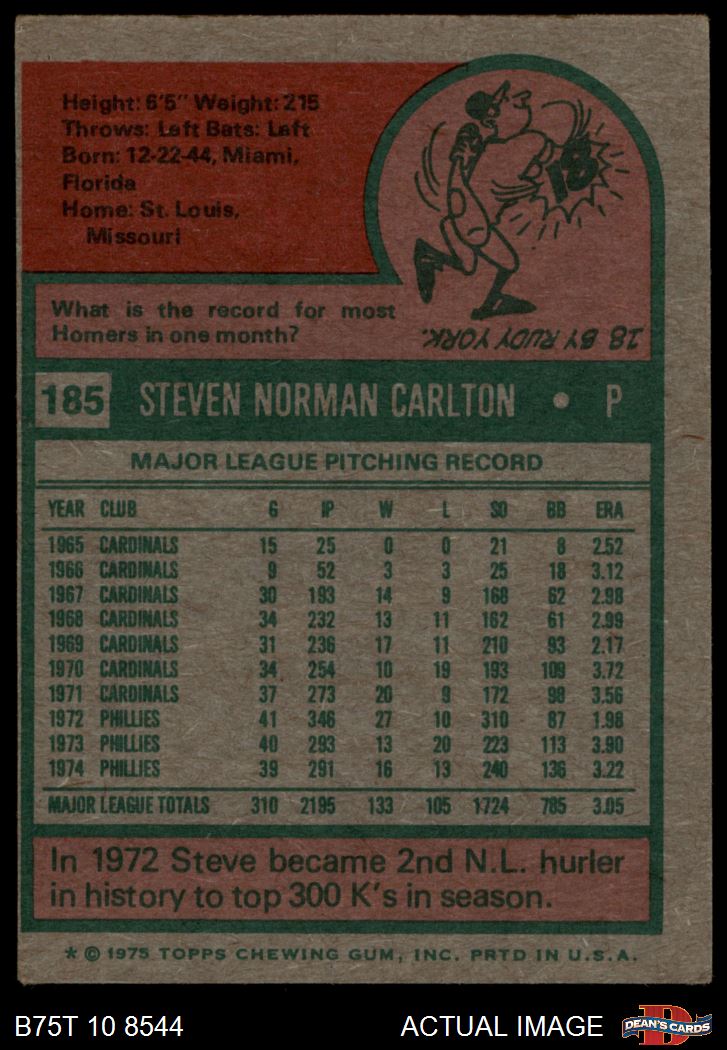 Height: 6'5" Weight: 215
Throws: Left Bats: Left
Born: 12-22-44, Miami,
Florida
Home: St. Louis,
Missouri
18
What is the record for most
Homers in one month?
18 BY RUDY YORK.
185 STEVEN NORMAN CARLTON • P
MAJOR LEAGUE PITCHING RECORD
YEAR CLUB G IP W L SO BB ERA
1965 CARDINALS 15 25 0 0 21 8 2.52
1966 CARDINALS 9 52 3 3 25 18 3.12
1967 CARDINALS 30 193 14 9 168 62 2.98
1968 CARDINALS 34 232 13 11 162 61 2.99
1969 CARDINALS 31 236 17 11 210 93 2.17
1970 CARDINALS 34 254 10 19 193 109 3.72
1971 CARDINALS 37 273 20 9 172 98 3.56
1972 PHILLIES 41 346 27 10 310 87 1.98
1973 PHILLIES 40 293 13 20 223 113 3.90
1974 PHILLIES 39 291 16 13 240 136 3.22
MAJOR LEAGUE TOTALS 310 2195 133 105 1724 785 3.05
In 1972 Steve became 2nd N.L. hurler
in history to top 300 K's in season.
* © 1975 TOPPS CHEWING GUM, INC. PRTD IN U.S.A.
B75T 10 8544 ACTUAL IMAGE D DEAN'S CARDS